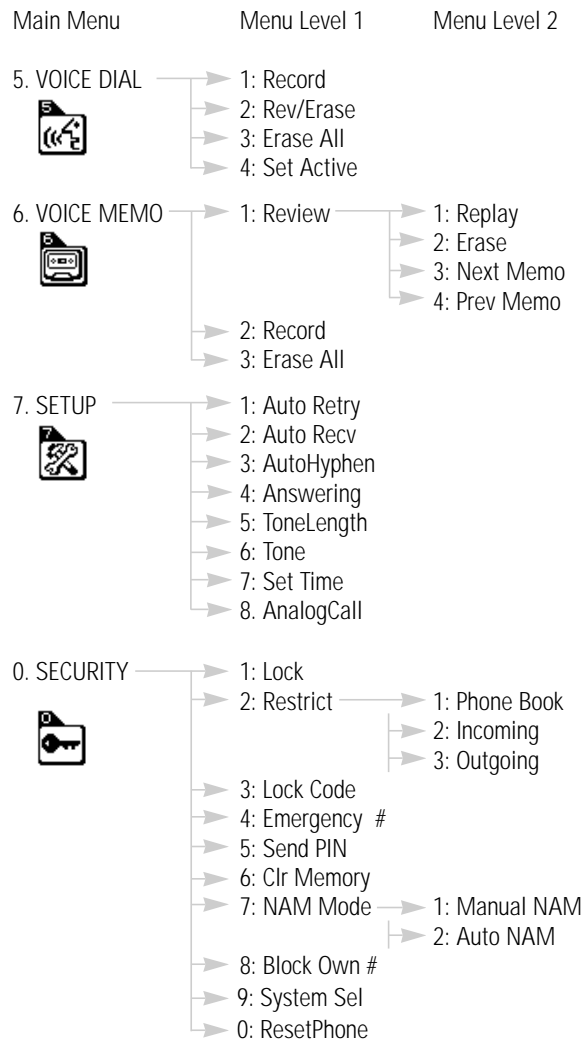 Main Menu Menu Level 1 Menu Level 2
5. VOICE DIAL 1: Record
2: Rev/Erase
5
3: Erase All
4: Set Active
6. VOICE MEMO 1: Review 1: Replay
6
2: Erase
3: Next Memo
4: Prev Memo
2: Record
3: Erase All
7. SETUP 1: Auto Retry
7
2: Auto Recv
3: AutoHyphen
4: Answering
5: ToneLength
6: Tone
7: Set Time
8. AnalogCall
0. SECURITY 1: Lock
2: Restrict 1: Phone Book
0
2: Incoming
3: Outgoing
3: Lock Code
4: Emergency #
5: Send PIN
6: Clr Memory
7: NAM Mode 1: Manual NAM
2: Auto NAM
8: Block Own #
9: System Sel
0: ResetPhone